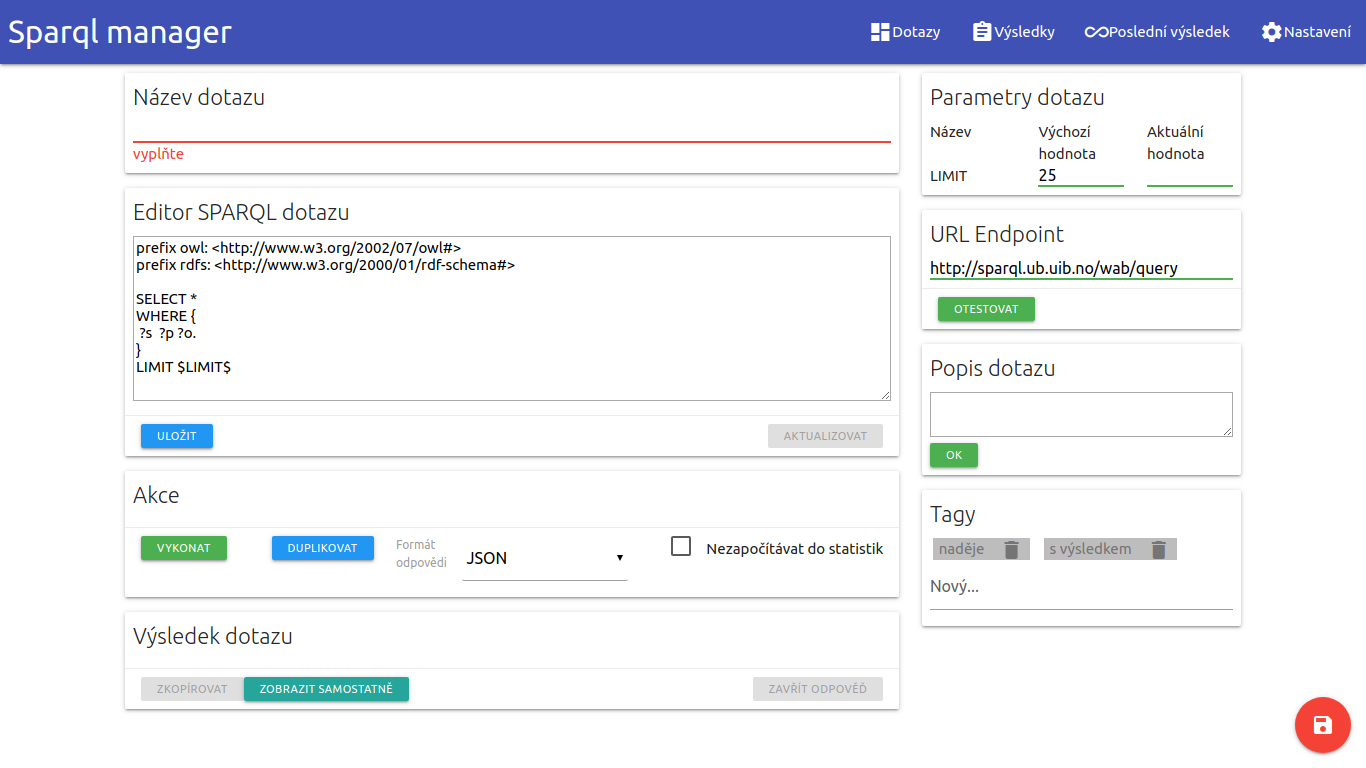 Sparql manager
Dotazy
Výsledky
Poslední výsledek
Nastavení
Název dotazu
vyplňte
Editor SPARQL dotazu
prefix owl: <http://www.w3.org/2002/07/owl#>
prefix rdfs: <http://www.w3.org/2000/01/rdf-schema#>
SELECT *
WHERE {
?s  ?p ?o.
}
LIMIT $LIMIT$
ULOŽIT
AKTUALIZOVAT
Akce
VYKONAT
DUPLIKOVAT
Formát
odpovědi
JSON
Nezapočítávat do statistik
Výsledek dotazu
ZKOPÍROVAT
ZOBRAZIT SAMOSTATNĚ
ZAVŘÍT ODPOVĚĎ
Parametry dotazu
Název
Výchozí
hodnota
Aktuální
hodnota
LIMIT
25
URL Endpoint
http://sparql.ub.uib.no/wab/query
OTESTOVAT
Popis dotazu
OK
Tagy
naděje
s výsledkem
Nový...